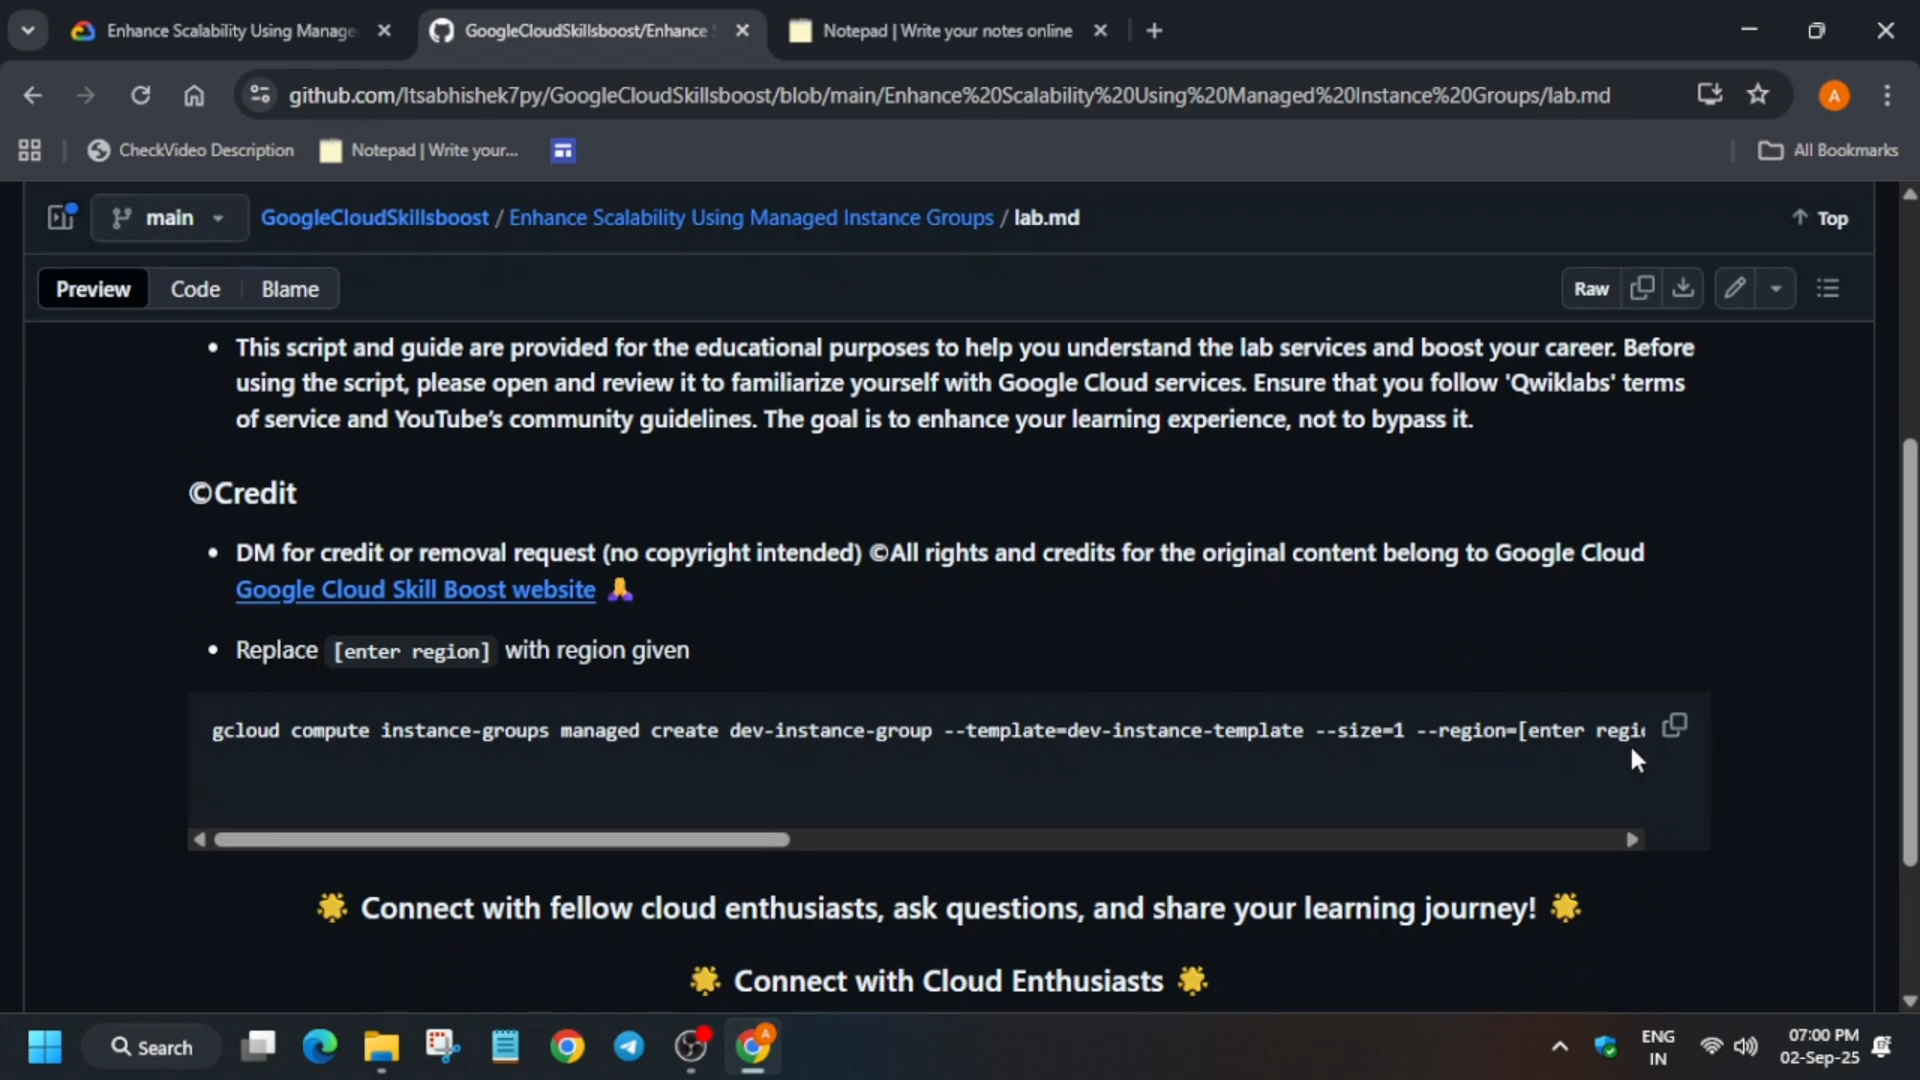 Enhance Scalability Using Manage
GoogleCloudSkillsboost/Enhance S
Notepad | Write your notes online
github.com/Itsabhishek7py/GoogleCloudSkillsboost/blob/main/Enhance%20Scalability%20Using%20Managed%20Instance%20Groups/lab.md
A
CheckVideo Description
Notepad | Write your...
All Bookmarks
main
GoogleCloudSkillsboost / Enhance Scalability Using Managed Instance Groups / lab.md
Top
Preview Code Blame
Raw
• This script and guide are provided for the educational purposes to help you understand the lab services and boost your career. Before
using the script, please open and review it to familiarize yourself with Google Cloud services. Ensure that you follow 'Qwiklabs' terms
of service and YouTube’s community guidelines. The goal is to enhance your learning experience, not to bypass it.
©Credit
• DM for credit or removal request (no copyright intended) ©All rights and credits for the original content belong to Google Cloud
Google Cloud Skill Boost website 🙏
• Replace [enter region] with region given
gcloud compute instance-groups managed create dev-instance-group --template=dev-instance-template --size=1 --region=[enter regio
🌟 Connect with fellow cloud enthusiasts, ask questions, and share your learning journey! 🌟
🌟 Connect with Cloud Enthusiasts 🌟
Search
A
ENG
IN
07:00 PM
02-Sep-25